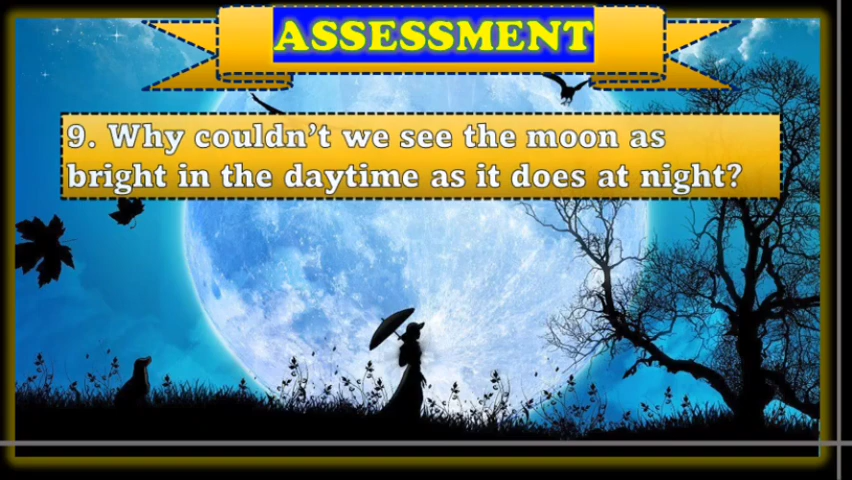 ASSESSMENT
9. Why couldn't we see the moon as
bright in the daytime as it does at night?